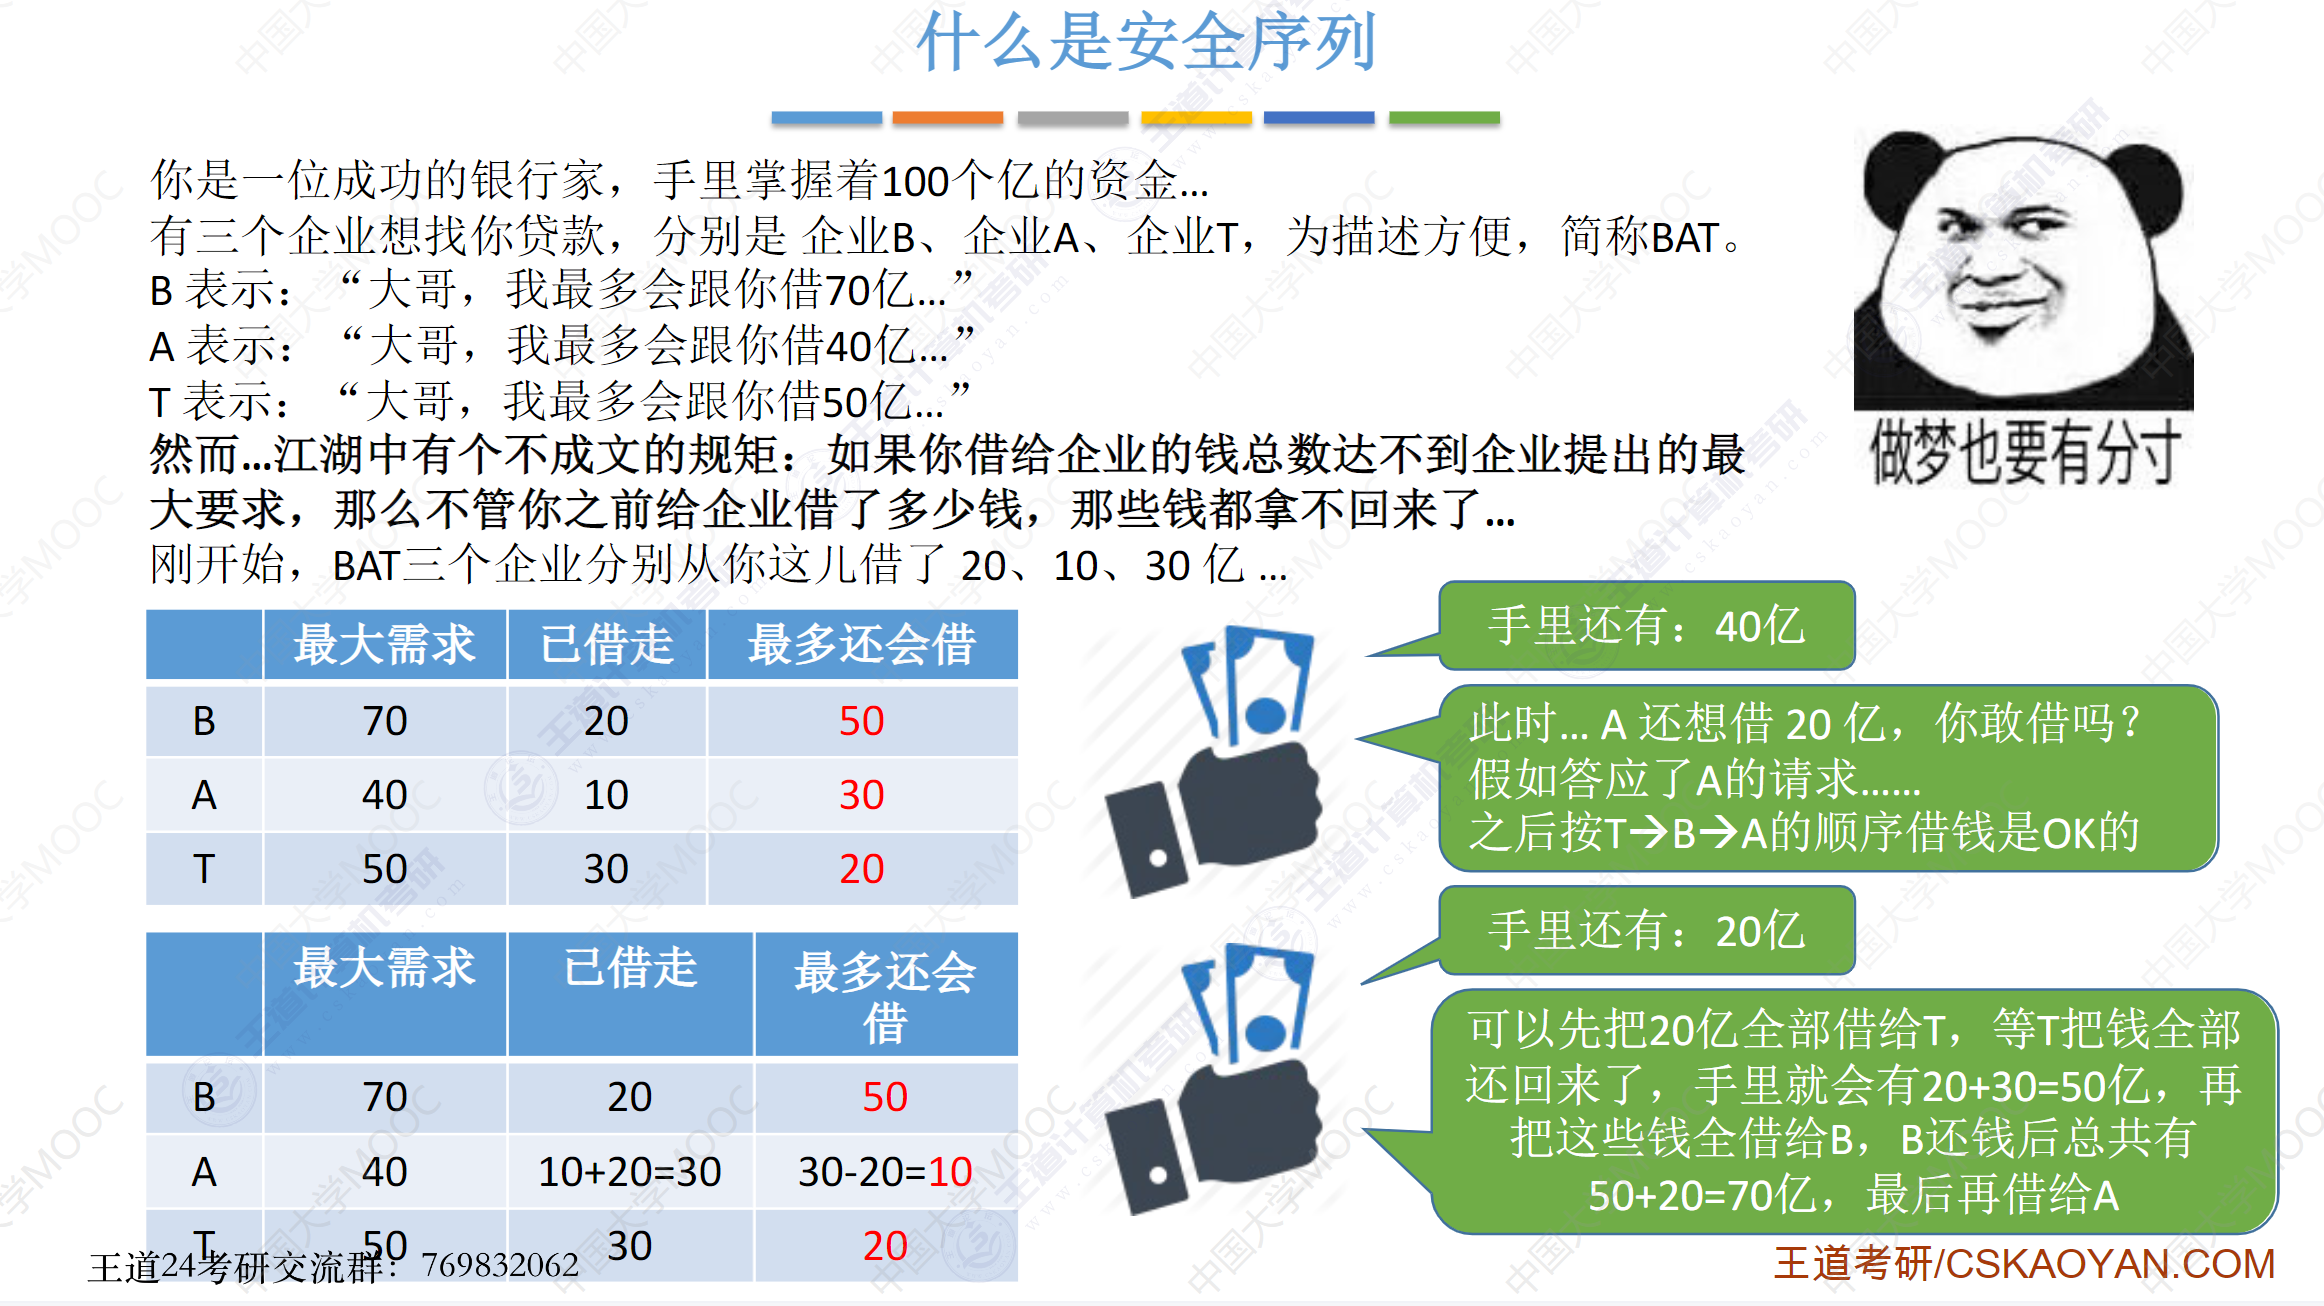 什么是安全序列
你是一位成功的银行家，手里掌握着100个亿的资金...
有三个企业想找你贷款，分别是 企业B、企业A、企业T，为描述方便，简称BAT。
B 表示：“大哥，我最多会跟你借70亿...”
A 表示：“大哥，我最多会跟你借40亿...”
T 表示：“大哥，我最多会跟你借50亿...”
然而...江湖中有个不成文的规矩：如果你借给企业的钱总数达不到企业提出的最
大要求，那么不管你之前给企业借了多少钱，那些钱都拿不回来了...
刚开始，BAT三个企业分别从你这儿借了 20、10、30 亿 ...
做梦也要有分寸
最大需求 已借走 最多还会借
B 70 20 50
A 40 10 30
T 50 30 20
手里还有：40亿
此时... A 还想借 20 亿，你敢借吗？
假如答应了A的请求......
之后按T→B→A的顺序借钱是OK的
最大需求 已借走 最多还会
借
B 70 20 50
A 40 10+20=30 30-20=10
T 50 30 20
手里还有：20亿
可以先把20亿全部借给T，等T把钱全部
还回来了，手里就会有20+30=50亿，再
把这些钱全借给B，B还钱后总共有
50+20=70亿，最后再借给A
王道24考研交流群：769832062
王道考研/CSKAOYAN.COM
中国大学MOOC
王道计算机考研
www.cskaoyan.com